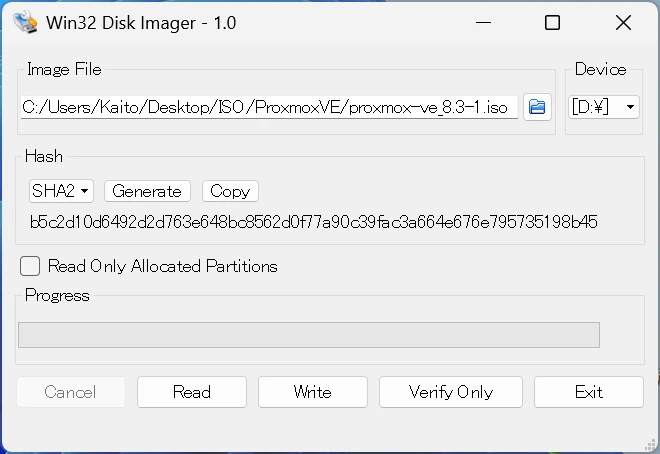 Win32 Disk Imager - 1.0
Image File
Device
C:/Users/Kaito/Desktop/ISO/ProxmoxVE/proxmox-ve_8.3-1.iso
[D:¥]
Hash
SHA2
Generate
Copy
b5c2d10d6492d2d763e648bc8562d0f77a90c39fac3a664e676e795735198b45
Read Only Allocated Partitions
Progress
Cancel
Read
Write
Verify Only
Exit